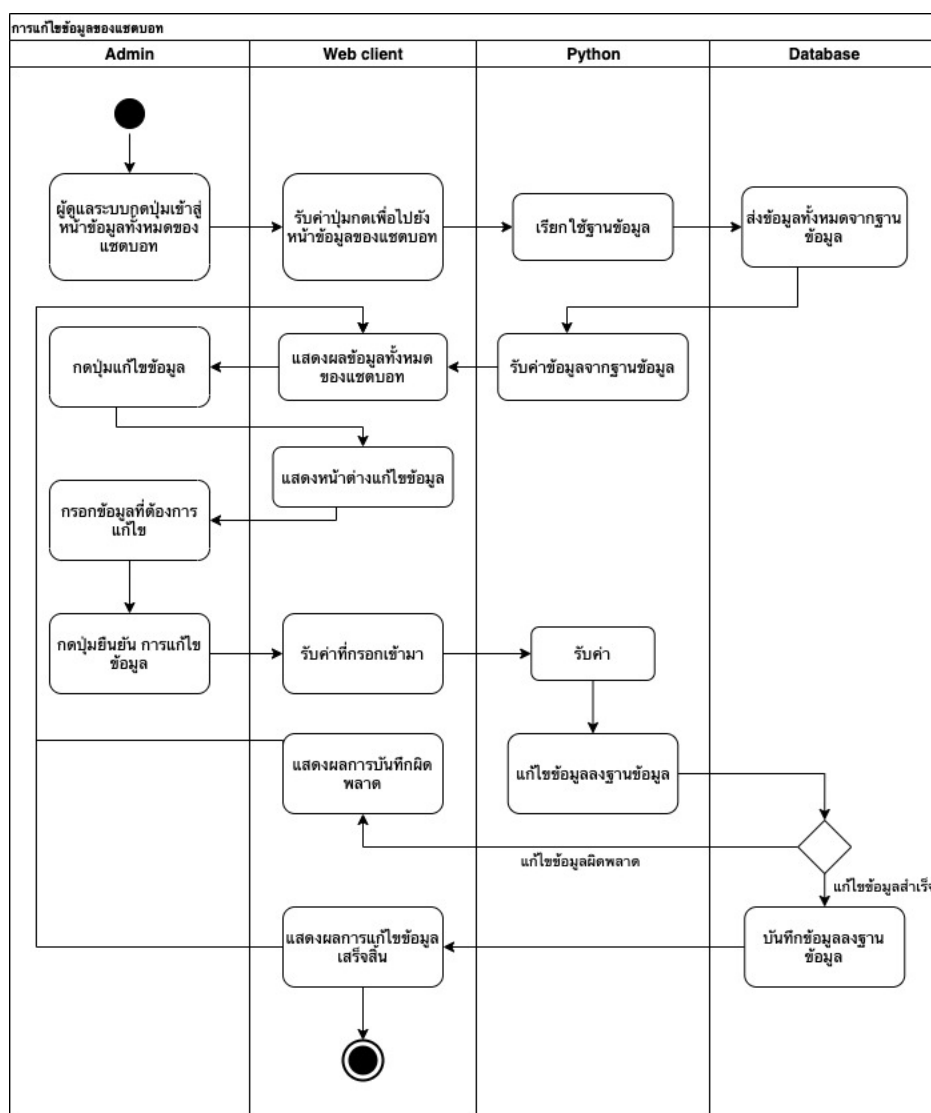 การแก้ไขข้อมูลของแชตบอท
Admin
Web client
Python
Database
ผู้ดูแลระบบกดปุ่มเข้าสู่
หน้าข้อมูลทั้งหมดของ
แชตบอท
รับค่าปุ่มกดเพื่อไปยัง
หน้าข้อมูลของแชตบอท
เรียกใช้ฐานข้อมูล
ส่งข้อมูลทั้งหมดจากฐาน
ข้อมูล
กดปุ่มแก้ไขข้อมูล
แสดงผลข้อมูลทั้งหมด
ของแชตบอท
รับค่าข้อมูลจากฐานข้อมูล
แสดงหน้าต่างแก้ไขข้อมูล
กรอกข้อมูลที่ต้องการ
แก้ไข
กดปุ่มยืนยัน การแก้ไข
ข้อมูล
รับค่าที่กรอกเข้ามา
รับค่า
แสดงผลการบันทึกผิด
พลาด
แก้ไขข้อมูลลงฐานข้อมูล
แก้ไขข้อมูลผิดพลาด
แก้ไขข้อมูลสำเร็จ
แสดงผลการแก้ไขข้อมูล
เสร็จสิ้น
บันทึกข้อมูลลงฐาน
ข้อมูล